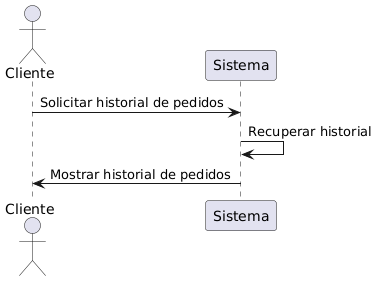 Cliente
Sistema
Solicitar historial de pedidos
Recuperar historial
Mostrar historial de pedidos
Cliente
Sistema